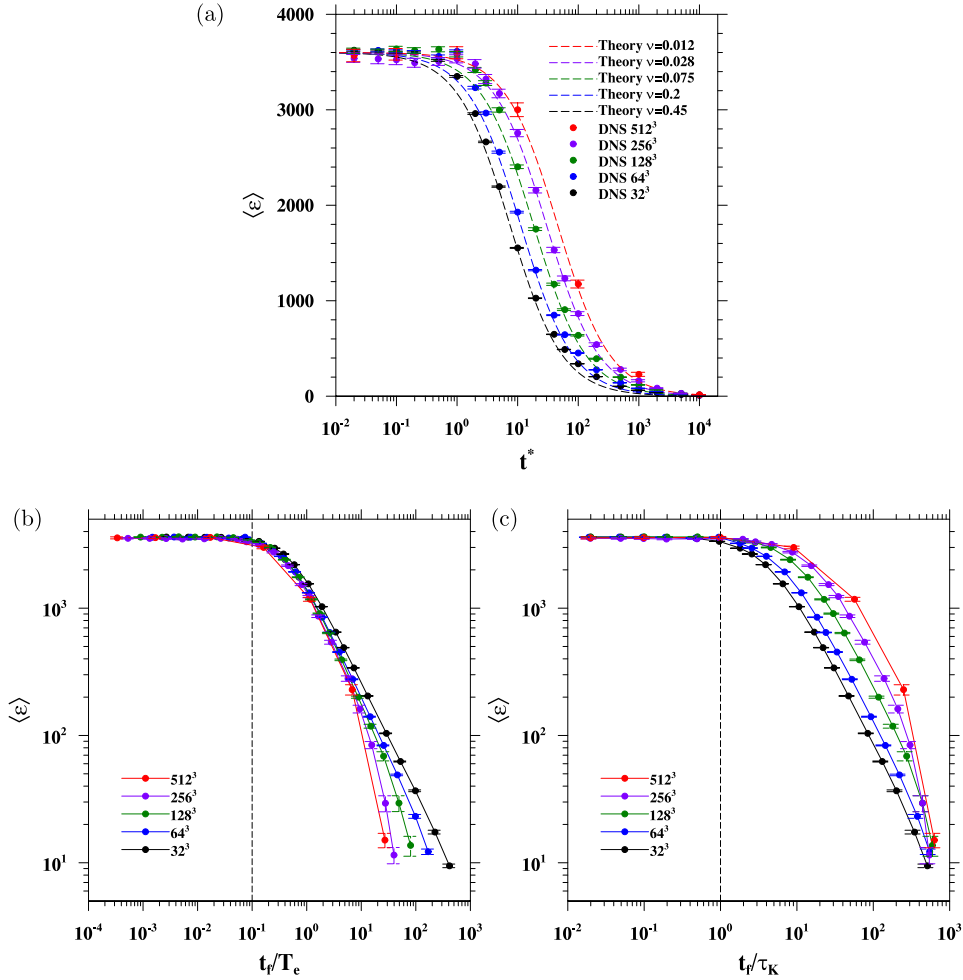 (a)
4000
3000
2000
1000
0
⟨ε⟩
Theory ν=0.012
Theory ν=0.028
Theory ν=0.075
Theory ν=0.2
Theory ν=0.45
DNS 512³
DNS 256³
DNS 128³
DNS 64³
DNS 32³
10⁻² 10⁻¹ 10⁰ 10¹ 10² 10³ 10⁴
t*
(b)
10³
10²
10¹
⟨ε⟩
512³
256³
128³
64³
32³
10⁻⁴ 10⁻³ 10⁻² 10⁻¹ 10⁰ 10¹ 10² 10³
t_f/T_e
(c)
10³
10²
10¹
⟨ε⟩
512³
256³
128³
64³
32³
10⁻² 10⁻¹ 10⁰ 10¹ 10² 10³
t_f/τ_K